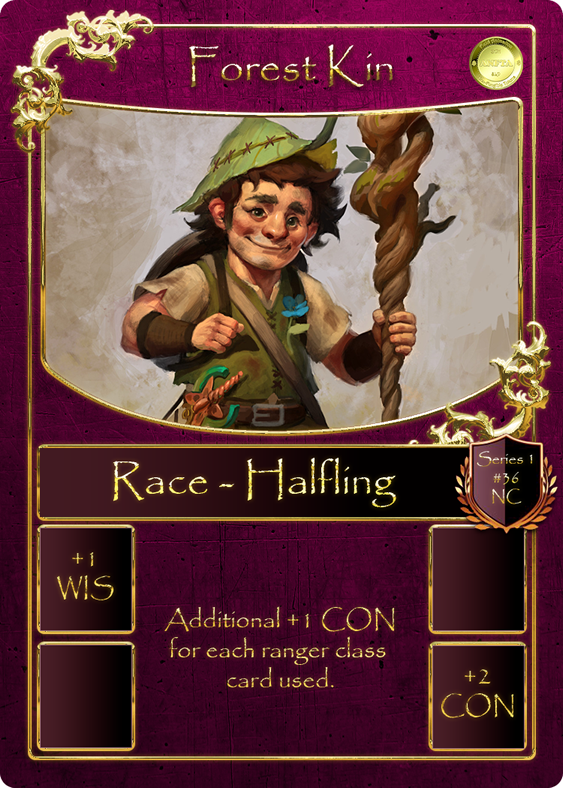 Forest Kin
Race - Halfling
Series 1
#36
NC
+1
WIS
Additional +1 CON
for each ranger class
card used.
+2
CON